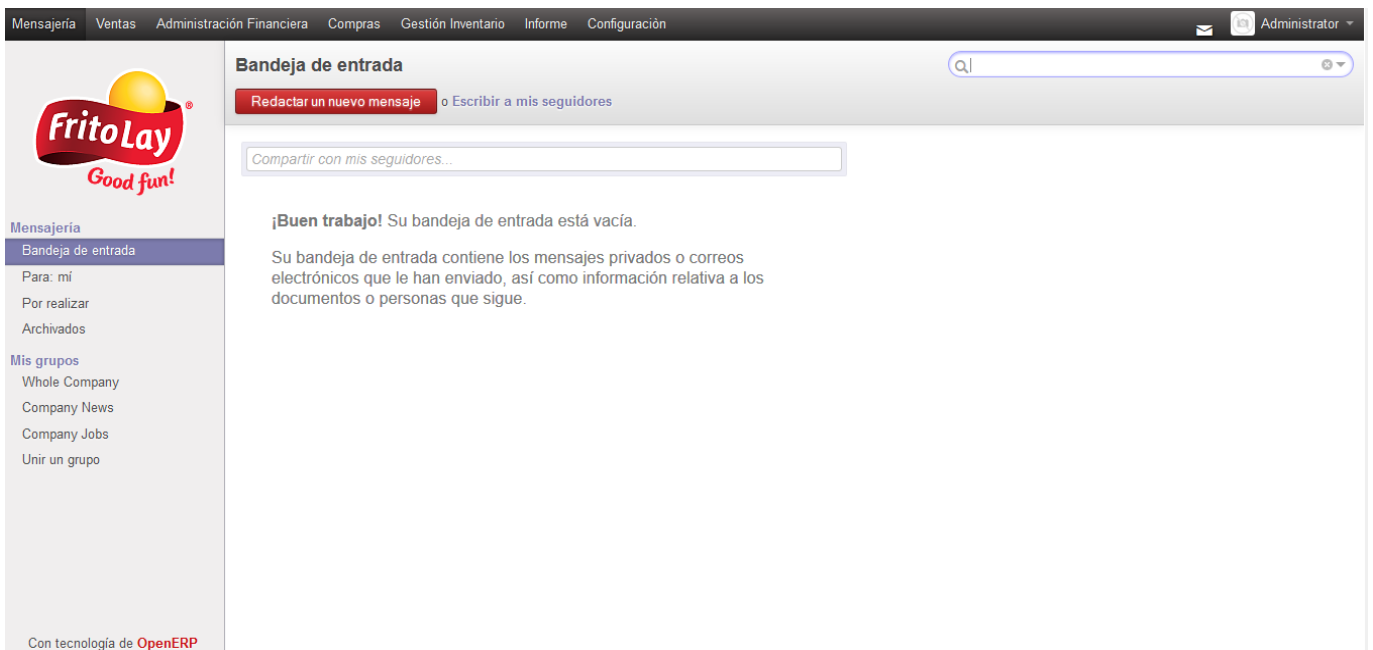 Mensajería Ventas Administración Financiera Compras Gestión Inventario Informe Configuraciòn Administrator
Bandeja de entrada
Redactar un nuevo mensaje o Escribir a mis seguidores
FritoLay ®
Good fun!
Compartir con mis seguidores...
¡Buen trabajo! Su bandeja de entrada está vacía.
Su bandeja de entrada contiene los mensajes privados o correos
electrónicos que le han enviado, así como información relativa a los
documentos o personas que sigue.
Mensajería
Bandeja de entrada
Para: mí
Por realizar
Archivados
Mis grupos
Whole Company
Company News
Company Jobs
Unir un grupo
Con tecnología de OpenERP